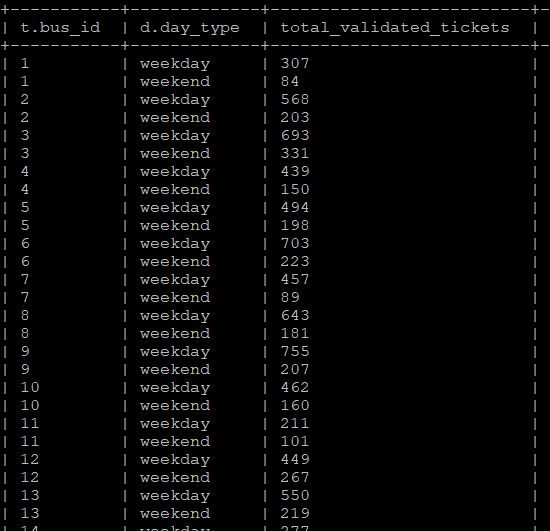 | t.bus_id | d.day_type | total_validated_tickets |
| 1 | weekday | 307 |
| 1 | weekend | 84 |
| 2 | weekday | 568 |
| 2 | weekend | 203 |
| 3 | weekday | 693 |
| 3 | weekend | 331 |
| 4 | weekday | 439 |
| 4 | weekend | 150 |
| 5 | weekday | 494 |
| 5 | weekend | 198 |
| 6 | weekday | 703 |
| 6 | weekend | 223 |
| 7 | weekday | 457 |
| 7 | weekend | 89 |
| 8 | weekday | 643 |
| 8 | weekend | 181 |
| 9 | weekday | 755 |
| 9 | weekend | 207 |
| 10 | weekday | 462 |
| 10 | weekend | 160 |
| 11 | weekday | 211 |
| 11 | weekend | 101 |
| 12 | weekday | 449 |
| 12 | weekend | 267 |
| 13 | weekday | 550 |
| 13 | weekend | 219 |
| 14 | weekday |